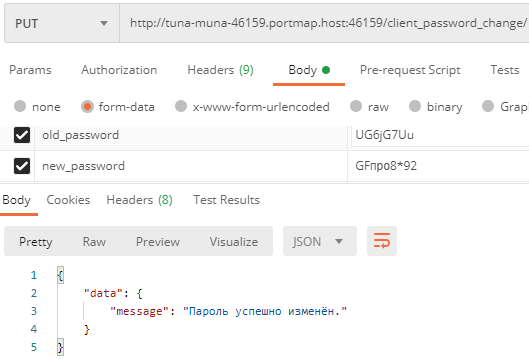 PUT http://tuna-muna-46159.portmap.host:46159/client_password_change/
Params Authorization Headers (9) Body Pre-request Script Tests
none form-data x-www-form-urlencoded raw binary Grap
old_password UG6jG7Uu
new_password GFпро8*92
Body Cookies Headers (8) Test Results
Pretty Raw Preview Visualize JSON
1 {
2 "data": {
3 "message": "Пароль успешно изменён."
4 }
5 }